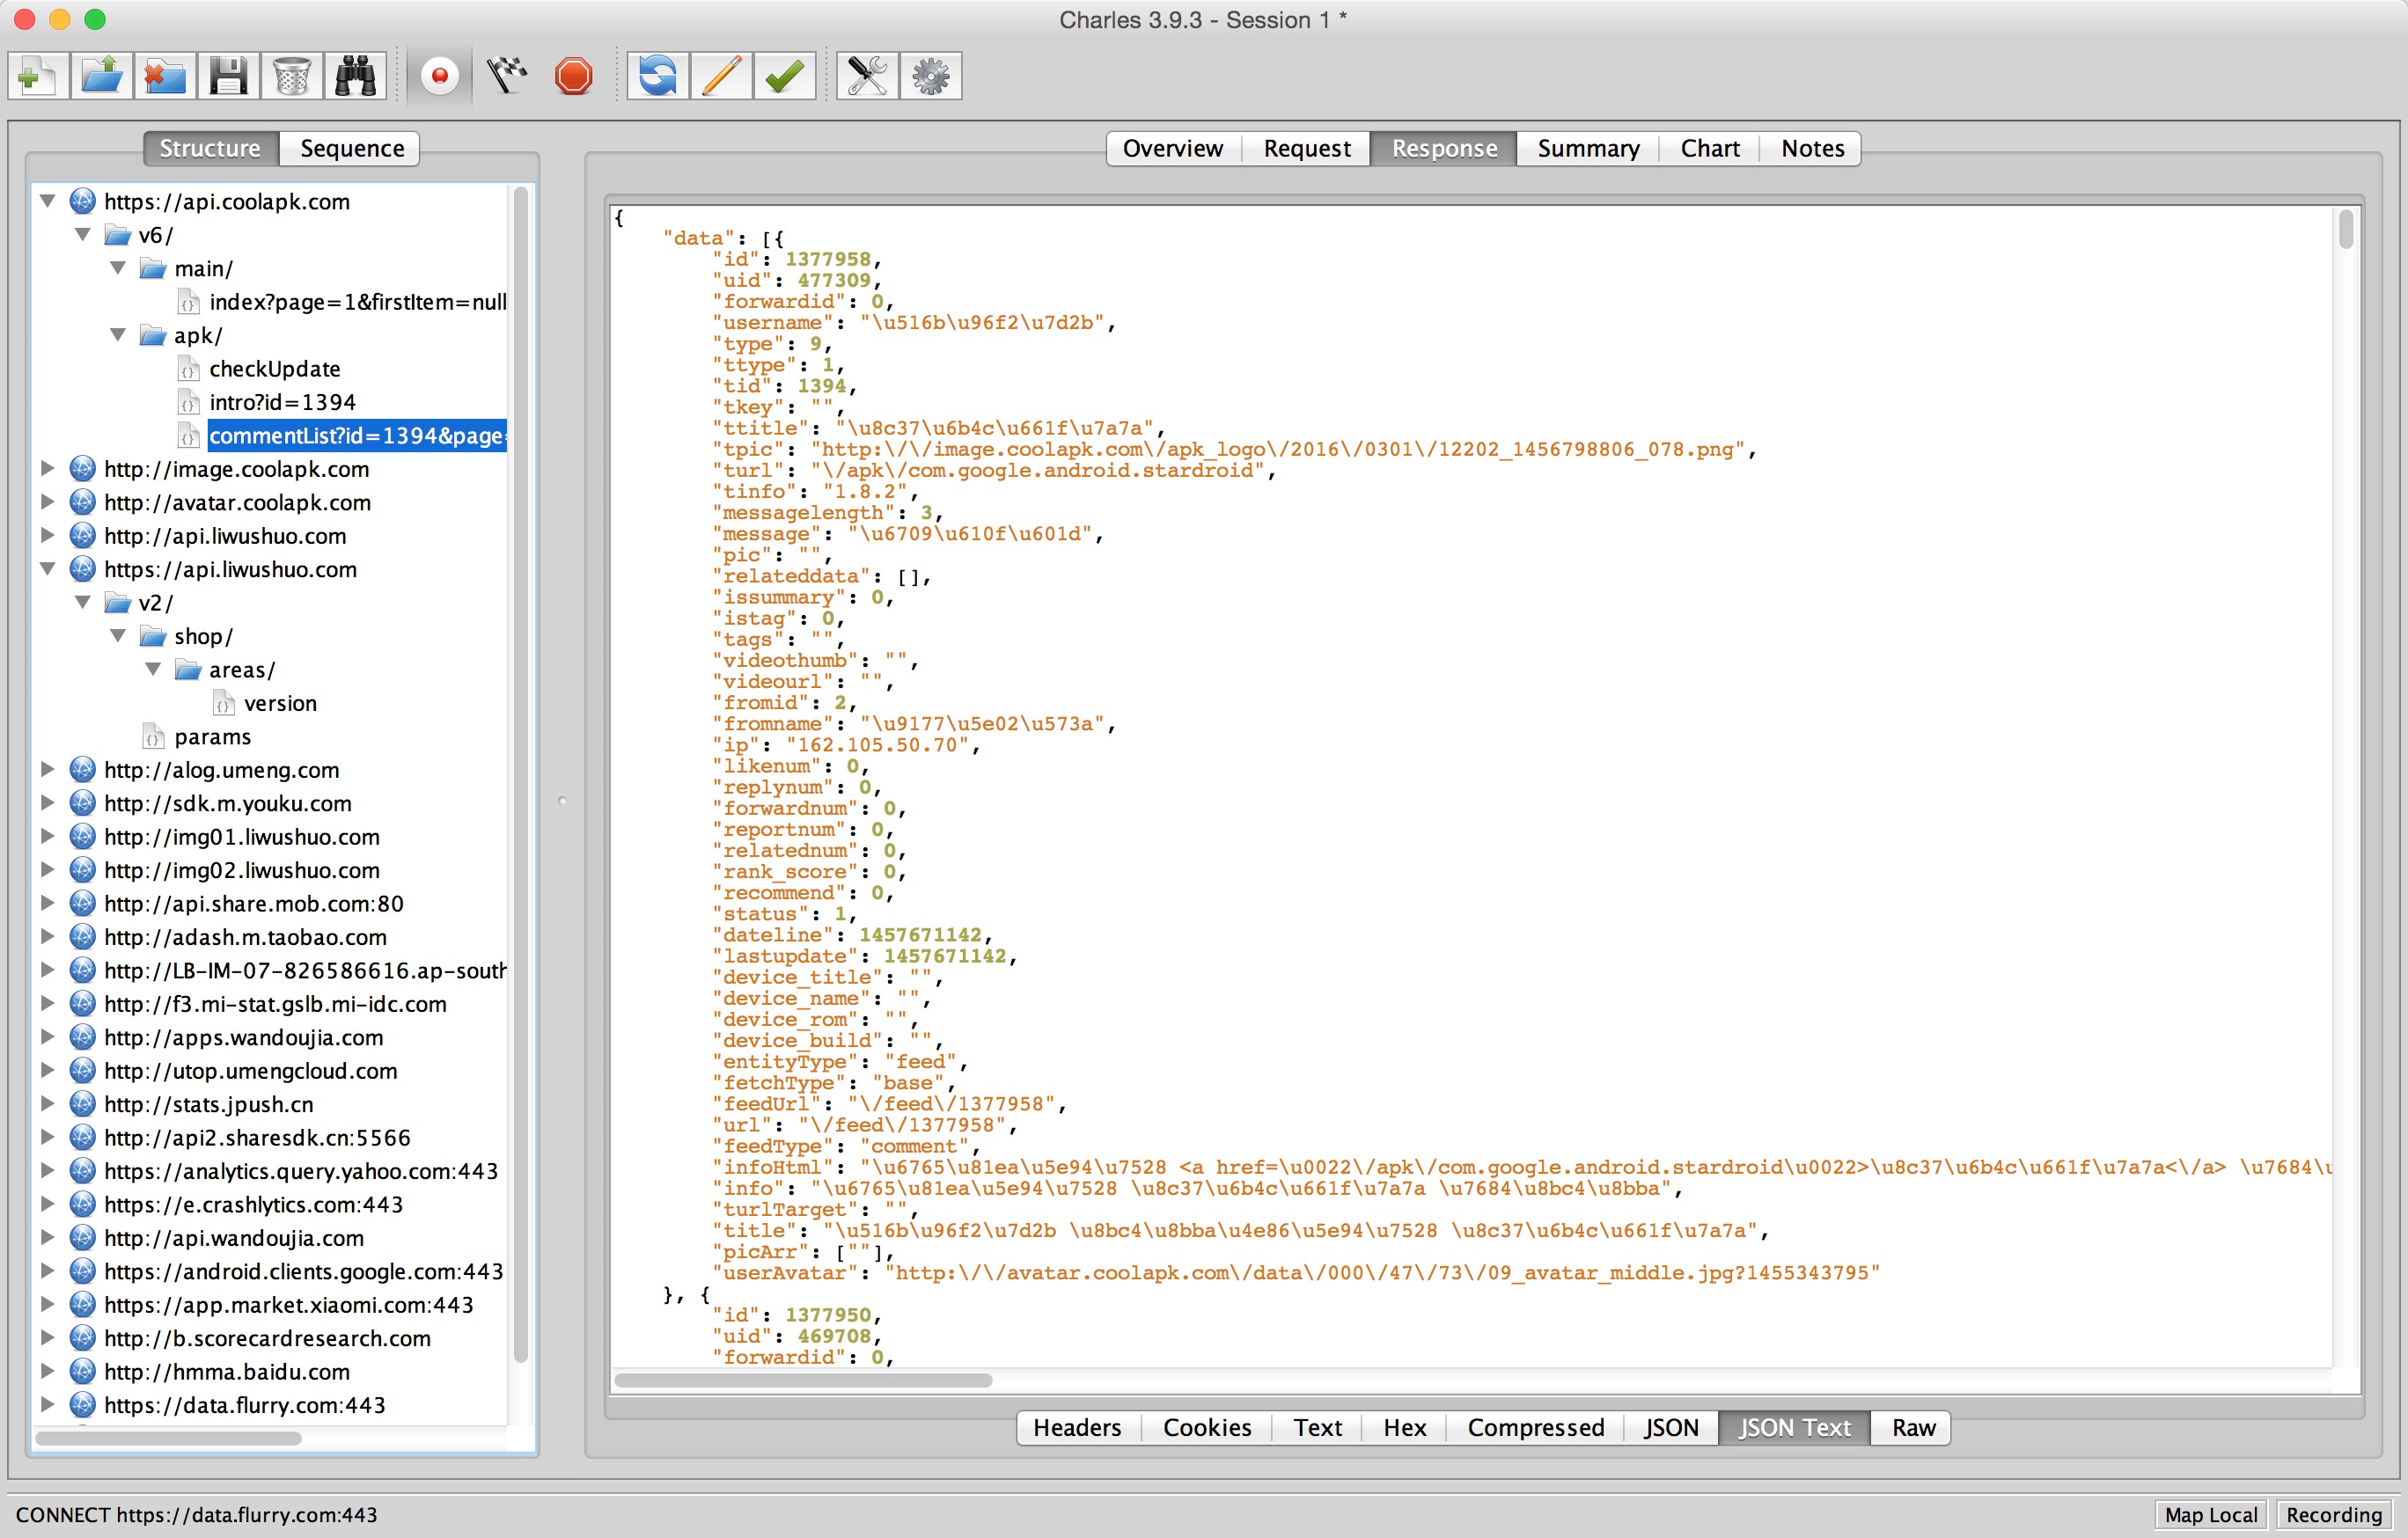 Charles 3.9.3 - Session 1 *
Structure
Sequence
Overview
Request
Response
Summary
Chart
Notes
https://api.coolapk.com
v6/
main/
index?page=1&firstItem=null
apk/
checkUpdate
intro?id=1394
commentList?id=1394&page=
http://image.coolapk.com
http://avatar.coolapk.com
http://api.liwushuo.com
https://api.liwushuo.com
v2/
shop/
areas/
version
params
http://alog.umeng.com
http://sdk.m.youku.com
http://img01.liwushuo.com
http://img02.liwushuo.com
http://api.share.mob.com:80
http://adash.m.taobao.com
http://LB-IM-07-826586616.ap-south
http://f3.mi-stat.gslb.mi-idc.com
http://apps.wandoujia.com
http://utop.umengcloud.com
http://stats.jpush.cn
http://api2.sharesdk.cn:5566
https://analytics.query.yahoo.com:443
https://e.crashlytics.com:443
http://api.wandoujia.com
https://android.clients.google.com:443
https://app.market.xiaomi.com:443
http://b.scorecardresearch.com
http://hmma.baidu.com
https://data.flurry.com:443
{
"data": [{
"id": 1377958,
"uid": 477309,
"forwardid": 0,
"username": "\u516b\u96f2\u7d2b",
"type": 9,
"ttype": 1,
"tid": 1394,
"tkey": "",
"ttitle": "\u8c37\u6b4c\u661f\u7a7a",
"tpic": "http:\/\/image.coolapk.com\/apk_logo\/2016\/0301\/12202_1456798806_078.png",
"turl": "\/apk\/com.google.android.stardroid",
"tinfo": "1.8.2",
"messagelength": 3,
"message": "\u6709\u610f\u601d",
"pic": "",
"relateddata": [],
"issummary": 0,
"istag": 0,
"tags": "",
"videothumb": "",
"videourl": "",
"fromid": 2,
"fromname": "\u9177\u5e02\u573a",
"ip": "162.105.50.70",
"likenum": 0,
"replynum": 0,
"forwardnum": 0,
"reportnum": 0,
"relatednum": 0,
"rank_score": 0,
"recommend": 0,
"status": 1,
"dateline": 1457671142,
"lastupdate": 1457671142,
"device_title": "",
"device_name": "",
"device_rom": "",
"device_build": "",
"entityType": "feed",
"fetchType": "base",
"feedUrl": "\/feed\/1377958",
"url": "\/feed\/1377958",
"feedType": "comment",
"infoHtml": "\u6765\u81ea\u5e94\u7528 <a href=\u0022\/apk\/com.google.android.stardroid\u0022>\u8c37\u6b4c\u661f\u7a7a<\/a> \u7684\u
"info": "\u6765\u81ea\u5e94\u7528 \u8c37\u6b4c\u661f\u7a7a \u7684\u8bc4\u8bba",
"turlTarget": "",
"title": "\u516b\u96f2\u7d2b \u8bc4\u8bba\u4e86\u5e94\u7528 \u8c37\u6b4c\u661f\u7a7a",
"picArr": [""],
"userAvatar": "http:\/\/avatar.coolapk.com\/data\/000\/47\/73\/09_avatar_middle.jpg?1455343795"
}, {
"id": 1377950,
"uid": 469708,
"forwardid": 0,
Headers
Cookies
Text
Hex
Compressed
JSON
JSON Text
Raw
CONNECT https://data.flurry.com:443
Map Local
Recording